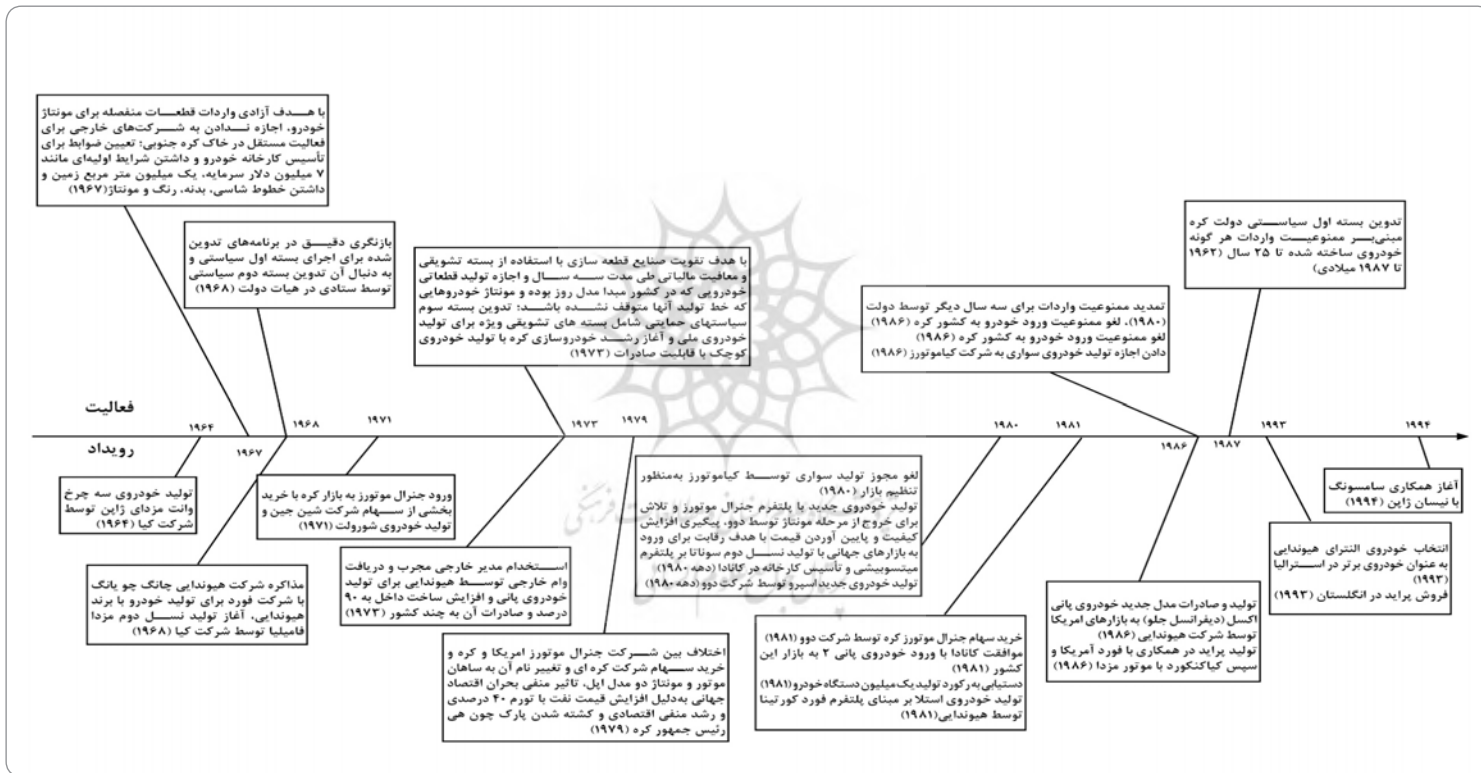 با هدف آزادی واردات قطعات منفصله برای مونتاژ
خودرو، اجازه ندادن به شرکت‌های خارجی برای
فعالیت مستقل در خاک کره جنوبی؛ تعیین ضوابط برای
تأسیس کارخانه خودرو و داشتن شرایط اولیه‌ای مانند
۷ میلیون دلار سرمایه، یک میلیون متر مربع زمین و
داشتن خطوط شاسی، بدنه، رنگ و مونتاژ(۱۹۶۷)
بازنگری دقیق در برنامه‌های تدوین
شده برای اجرای بسته اول سیاستی و
به دنبال آن تدوین بسته دوم سیاستی
توسط ستادی در هیات دولت (۱۹۶۸)
با هدف تقویت صنایع قطعه سازی با استفاده از بسته تشویقی
و معافیت مالیاتی طی مدت سه سال و اجازه تولید قطعاتی
خودرویی که در کشور مبدا مدل روز بوده و مونتاژ خودروهایی
که خط تولید آنها متوقف نشده باشد؛ تدوین بسته سوم
سیاستهای حمایتی شامل بسته های تشویقی ویژه برای تولید
خودروی ملی و آغاز رشد خودروسازی کره با تولید خودروی
کوچک با قابلیت صادرات (۱۹۷۳)
تمدید ممنوعیت واردات برای سه سال دیگر توسط دولت
(۱۹۸۰)، لغو ممنوعیت ورود خودرو به کشور کره (۱۹۸۶)
لغو ممنوعیت ورود خودرو به کشور کره (۱۹۸۶)
دادن اجازه تولید خودروی سواری به شرکت کیاموتورز (۱۹۸۶)
تدوین بسته اول سیاستی دولت کره
مبنی‌بر ممنوعیت واردات هر گونه
خودروی ساخته شده تا ۲۵ سال (۱۹۶۲
تا ۱۹۸۷ میلادی)
فعالیت
رویداد
۱۹۶۴
۱۹۶۷
۱۹۶۸
۱۹۷۱
۱۹۷۳
۱۹۷۹
۱۹۸۰
۱۹۸۱
۱۹۸۶
۱۹۸۷
۱۹۹۳
۱۹۹۴
تولید خودروی سه چرخ
وانت مزدای ژاپن توسط
شرکت کیا (۱۹۶۴)
مذاکره شرکت هیوندایی چانگ چو یانگ
با شرکت فورد برای تولید خودرو با برند
هیوندایی، آغاز تولید نسل دوم مزدا
فامیلیا توسط شرکت کیا (۱۹۶۸)
ورود جنرال موتورز به بازار کره با خرید
بخشی از سهام شرکت شین جین و
تولید خودروی شورولت (۱۹۷۱)
استخدام مدیر خارجی مجرب و دریافت
وام خارجی توسط هیوندایی برای تولید
خودروی پانی و افزایش ساخت داخل به ۹۰
درصد و صادرات آن به چند کشور (۱۹۷۳)
اختلاف بین شرکت جنرال موتورز امریکا و کره و
خرید سهام شرکت کره ای و تغییر نام آن به ساهان
موتور و مونتاژ دو مدل اپل، تاثیر منفی بحران اقتصاد
جهانی به‌دلیل افزایش قیمت نفت با تورم ۴۰ درصدی
و رشد منفی اقتصادی و کشته شدن پارک چون هی
رئیس جمهور کره (۱۹۷۹)
لغو مجوز تولید سواری توسط کیاموتورز به‌منظور
تنظیم بازار (۱۹۸۰)
تولید خودروی جدید با پلتفرم جنرال موتورز و تلاش
برای خروج از مرحله مونتاژ توسط دوو، پیگیری افزایش
کیفیت و پایین آوردن قیمت با هدف رقابت برای ورود
به بازارهای جهانی با تولید نسل دوم سوناتا بر پلتفرم
میتسوبیشی و تأسیس کارخانه در کانادا (دهه ۱۹۸۰)
تولید خودروی جدید اسپرو توسط شرکت دوو (دهه ۱۹۸۰)
خرید سهام جنرال موتورز کره توسط شرکت دوو (۱۹۸۱)
موافقت کانادا با ورود خودروی پانی ۲ به بازار این
کشور (۱۹۸۱)
دستیابی به رکورد تولید یک میلیون دستگاه خودرو (۱۹۸۱)
تولید خودروی استلا بر مبنای پلتفرم فورد کورتینا
توسط هیوندایی(۱۹۸۱)
تولید و صادرات مدل جدید خودروی پانی
اکسل (دیفرانسل جلو) به بازارهای امریکا
توسط شرکت هیوندایی (۱۹۸۶)
تولید پراید در همکاری با فورد آمریکا و
سپس کیاکنکورد با موتور مزدا (۱۹۸۶)
انتخاب خودروی النترای هیوندایی
به عنوان خودروی برتر در استرالیا
(۱۹۹۳)
فروش پراید در انگلستان (۱۹۹۳)
آغاز همکاری سامسونگ
با نیسان ژاپن (۱۹۹۴)